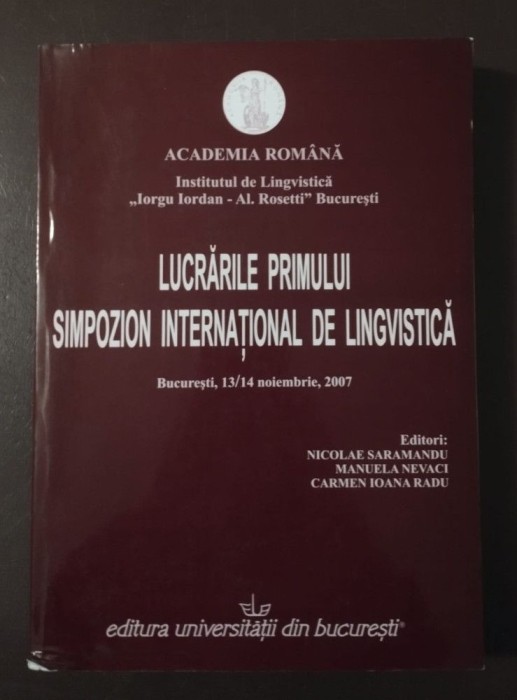 ACADEMIA ROMÂNĂ
Institutul de Lingvistică
„Iorgu Iordan - Al. Rosetti” București
LUCRĂRILE PRIMULUI
SIMPOZION INTERNAȚIONAL DE LINGVISTICĂ
București, 13/14 noiembrie, 2007
Editori:
NICOLAE SARAMANDU
MANUELA NEVACI
CARMEN IOANA RADU
editura universității din bucurești®